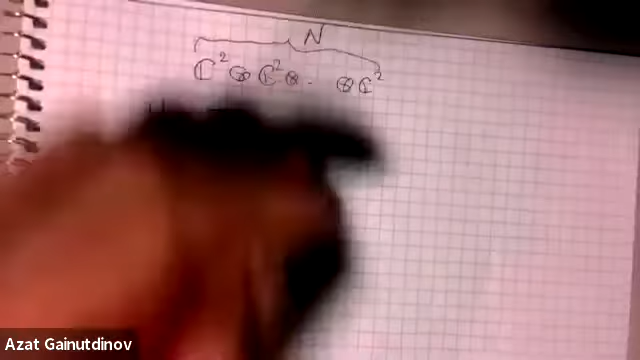 N
ℂ² ⊗ ℂ² ⊗ . ⊗ ℂ²
Azat Gainutdinov